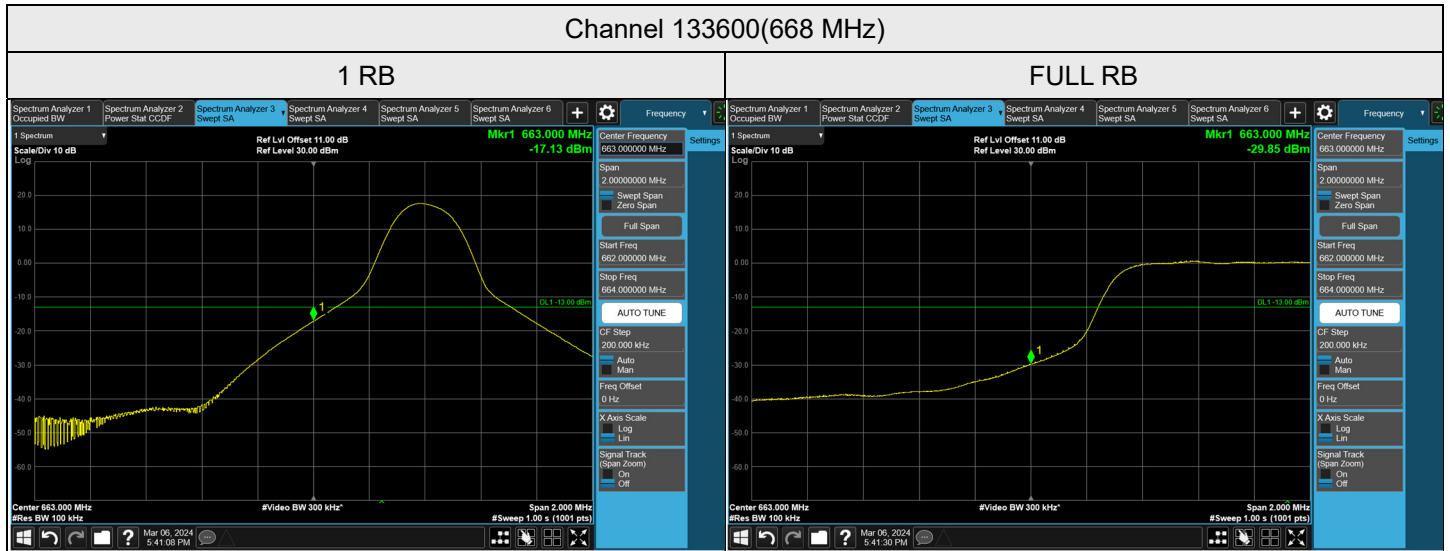 Channel 133600(668 MHz)
1 RB
FULL RB
Spectrum Analyzer 1 Spectrum Analyzer 2 Spectrum Analyzer 3 Spectrum Analyzer 4 Spectrum Analyzer 5 Spectrum Analyzer 6
Occupied BW Power Stat CCDF Swept SA Swept SA Swept SA Swept SA
+
Frequency
1 Spectrum
Scale/Div 10 dB
Log
Ref Lvl Offset 11.00 dB
Ref Level 30.00 dBm
Mkr1 663.000 MHz
-17.13 dBm
20.0
10.0
0.00
-10.0
-20.0
-30.0
-40.0
-50.0
-60.0
DL1 -13.00 dBm
1
Center 663.000 MHz
#Res BW 100 kHz
#Video BW 300 kHz*
Span 2.000 MHz
#Sweep 1.00 s (1001 pts)
Center Frequency
663.000000 MHz
Settings
Span
2.00000000 MHz
Swept Span
Zero Span
Full Span
Start Freq
662.000000 MHz
Stop Freq
664.000000 MHz
AUTO TUNE
CF Step
200.000 kHz
Auto
Man
Freq Offset
0 Hz
X Axis Scale
Log
Lin
Signal Track
(Span Zoom)
On
Off
?
Mar 06, 2024
5:41:08 PM
Spectrum Analyzer 1 Spectrum Analyzer 2 Spectrum Analyzer 3 Spectrum Analyzer 4 Spectrum Analyzer 5 Spectrum Analyzer 6
Occupied BW Power Stat CCDF Swept SA Swept SA Swept SA Swept SA
+
Frequency
1 Spectrum
Scale/Div 10 dB
Log
Ref Lvl Offset 11.00 dB
Ref Level 30.00 dBm
Mkr1 663.000 MHz
-29.85 dBm
20.0
10.0
0.00
-10.0
-20.0
-30.0
-40.0
-50.0
-60.0
DL1 -13.00 dBm
1
Center 663.000 MHz
#Res BW 100 kHz
#Video BW 300 kHz*
Span 2.000 MHz
#Sweep 1.00 s (1001 pts)
Center Frequency
663.000000 MHz
Settings
Span
2.00000000 MHz
Swept Span
Zero Span
Full Span
Start Freq
662.000000 MHz
Stop Freq
664.000000 MHz
AUTO TUNE
CF Step
200.000 kHz
Auto
Man
Freq Offset
0 Hz
X Axis Scale
Log
Lin
Signal Track
(Span Zoom)
On
Off
?
Mar 06, 2024
5:41:30 PM